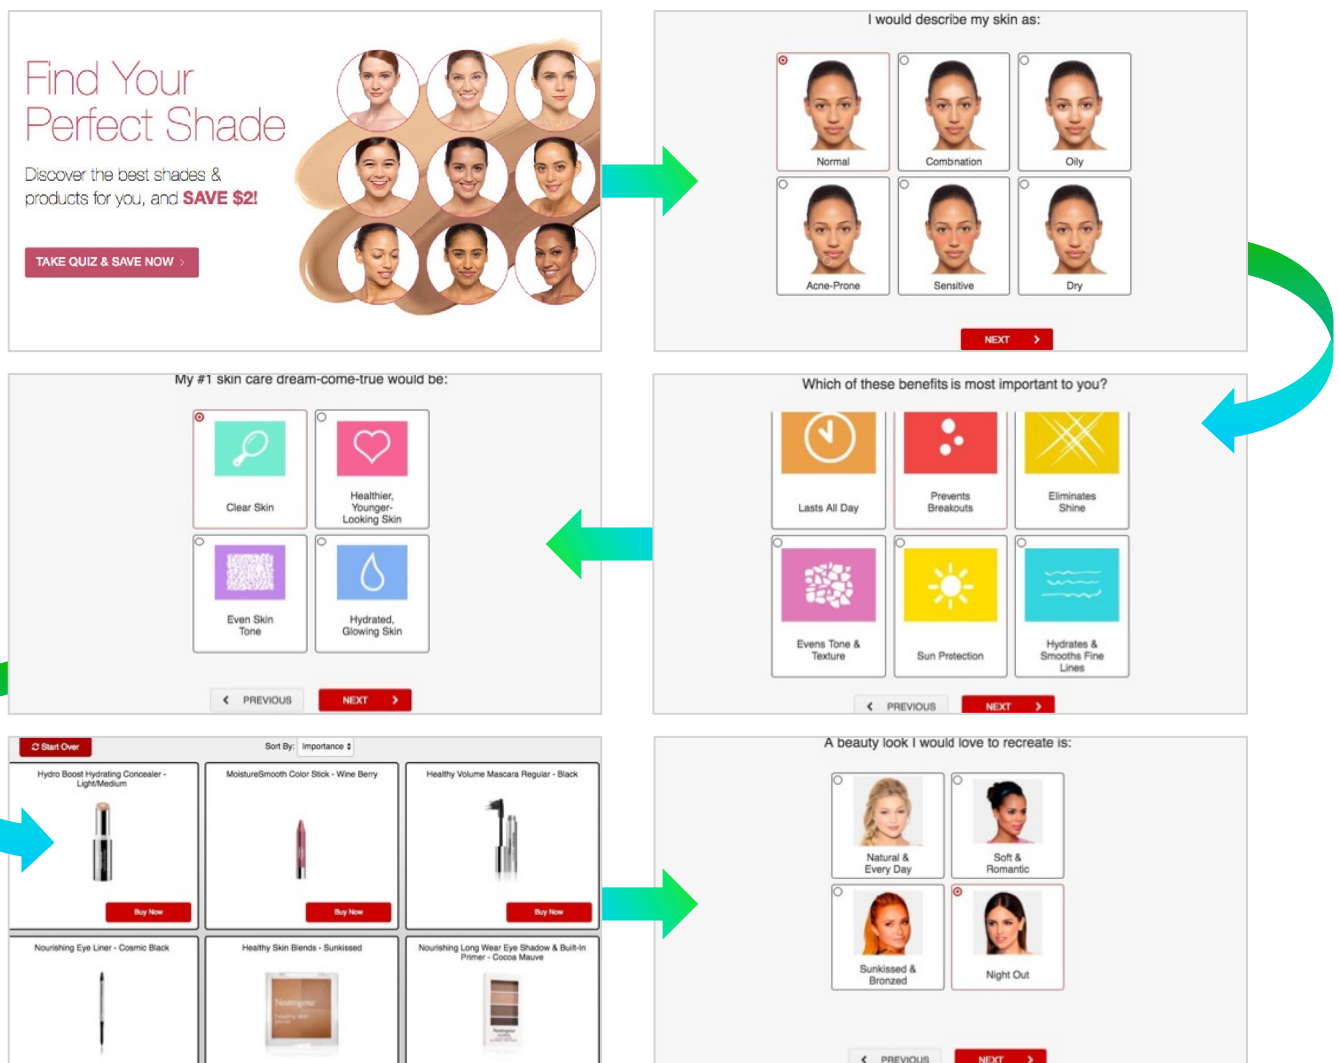 Find Your
Perfect Shade
Discover the best shades &
products for you, and SAVE $2!
TAKE QUIZ & SAVE NOW >
I would describe my skin as:
Normal
Combnation
Oily
Acne-Prone
Sensitive
Dry
NEXT >
My #1 skin care dream-come-true would be:
Clear Skin
Healthier,
Younger-
Looking Skin
Even Skin
Tone
Hydrated,
Glowing Skin
< PREVIOUS
NEXT >
Which of these benefits is most important to you?
Lasts All Day
Prevents
Breakouts
Eliminates
Shine
Evens Tone &
Texture
Sun Protection
Hydrates &
Smooths Fine
Lines
< PREVIOUS
NEXT >
Start Over
Sort By: Importance
Hydro Boost Hydrating Concealer -
Light/Medium
Buy Now
MoistureSmooth Color Stick - Wine Berry
Buy Now
Healthy Volume Mascara Regular - Black
Buy Now
Nourishing Eye Liner - Cosmic Black
Healthy Skin Blends - Sunkissed
Neutrogena
healthy skin
Nourishing Long Wear Eye Shadow & Built-In
Primer - Cocoa Mauve
Neutrogena
A beauty look I would love to recreate is:
Natural &
Every Day
Soft &
Romantic
Sunkissed &
Bronzed
Night Out
< PREVIOUS
NEXT >